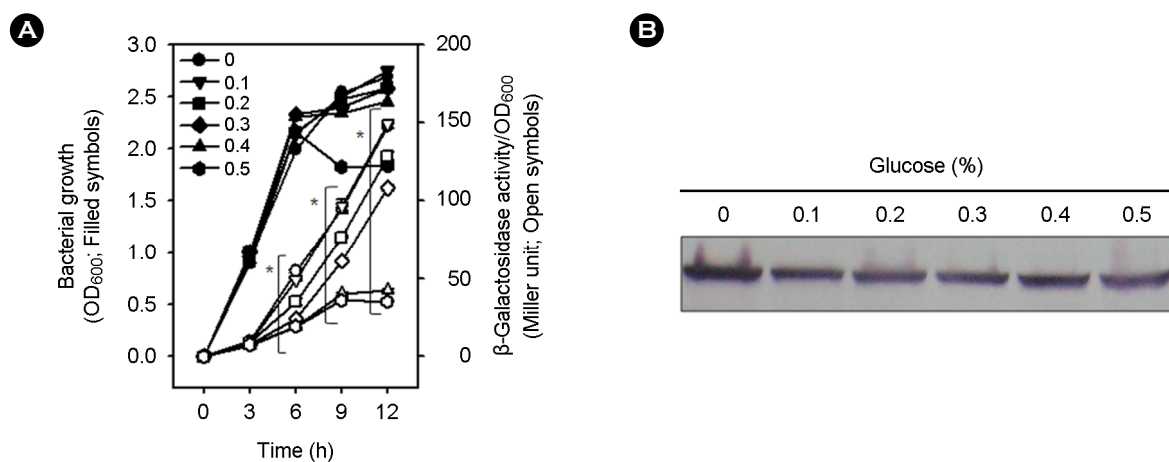 A
3.0
2.5
2.0
1.5
1.0
0.5
0.0
Bacterial growth
(OD600; Filled symbols)
0
0.1
0.2
0.3
0.4
0.5
*
*
*
200
150
100
50
0
β-Galactosidase activity/OD600
(Miller unit; Open symbols)
0 3 6 9 12
Time (h)
B
Glucose (%)
0 0.1 0.2 0.3 0.4 0.5